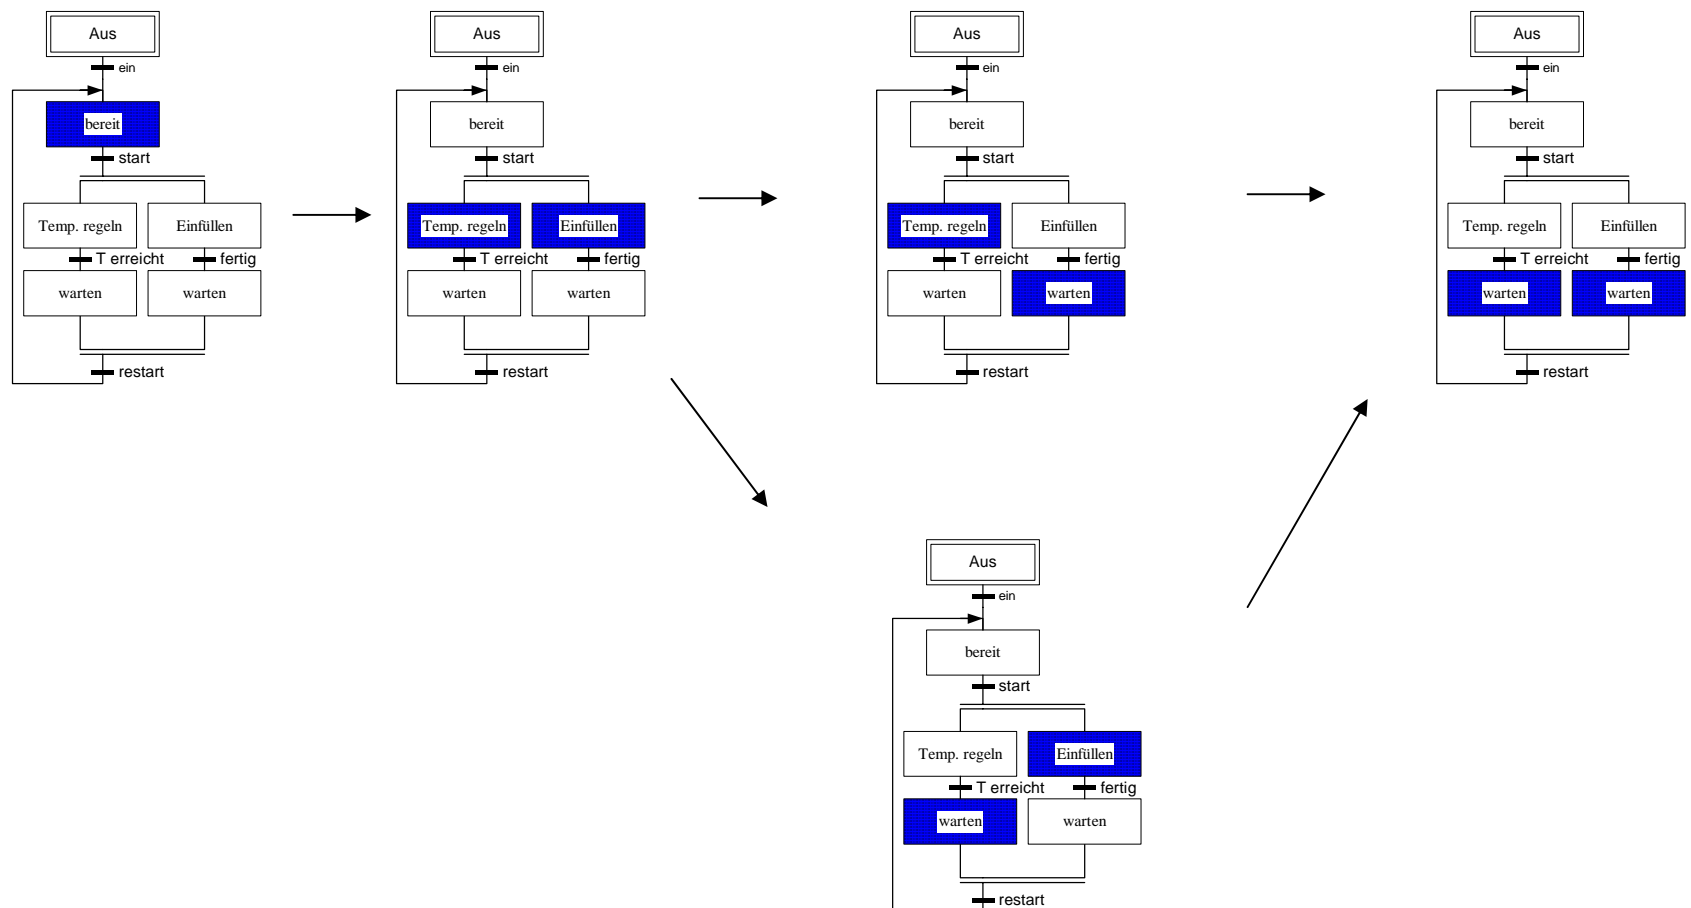 Aus
ein
bereit
start
Temp. regeln
Einfüllen
T erreicht
fertig
warten
warten
restart
Aus
ein
bereit
start
Temp. regeln
Einfüllen
T erreicht
fertig
warten
warten
restart
Aus
ein
bereit
start
Temp. regeln
Einfüllen
T erreicht
fertig
warten
warten
restart
Aus
ein
bereit
start
Temp. regeln
Einfüllen
T erreicht
fertig
warten
warten
restart
Aus
ein
bereit
start
Temp. regeln
Einfüllen
T erreicht
fertig
warten
warten
restart